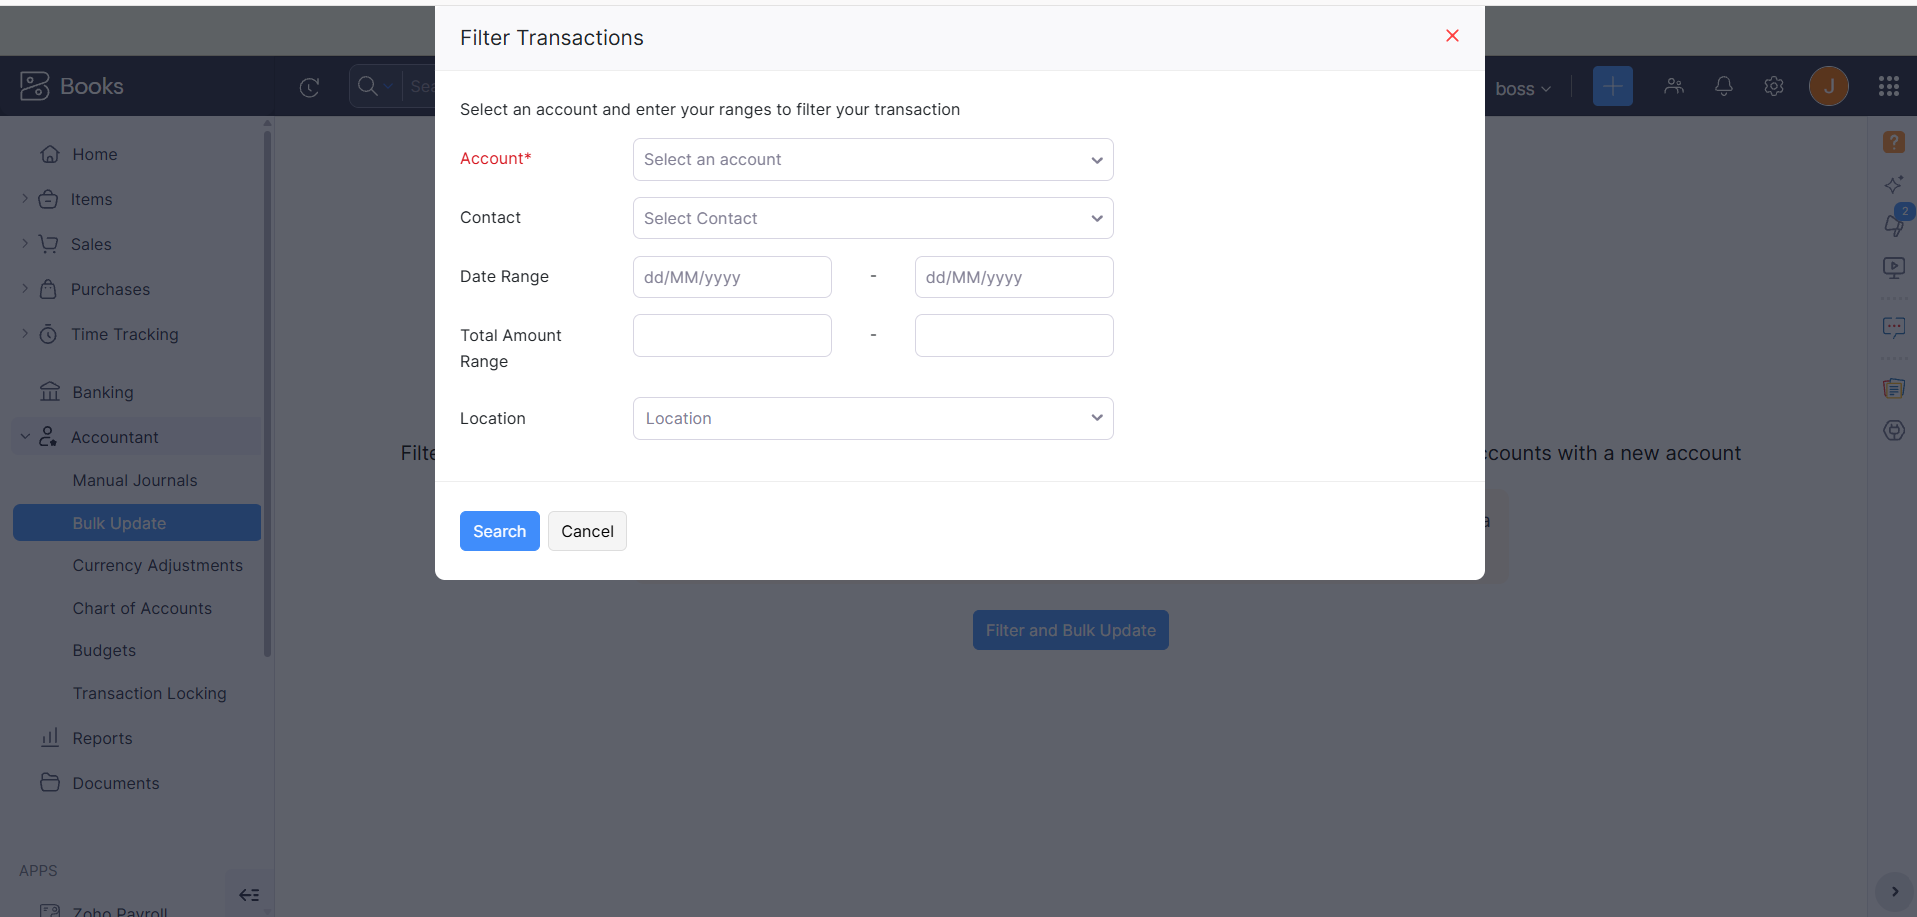 Filter Transactions
Books
boss
J
Select an account and enter your ranges to filter your transaction
Account*
Select an account
Contact
Select Contact
Date Range
dd/MM/yyyy
-
dd/MM/yyyy
Total Amount
Range
-
Location
Location
Search
Cancel
Home
Items
Sales
Purchases
Time Tracking
Banking
Accountant
Manual Journals
Bulk Update
Currency Adjustments
Chart of Accounts
Budgets
Transaction Locking
Reports
Documents
APPS
Zoho Payroll
counts with a new account
Filter and Bulk Update
?
2